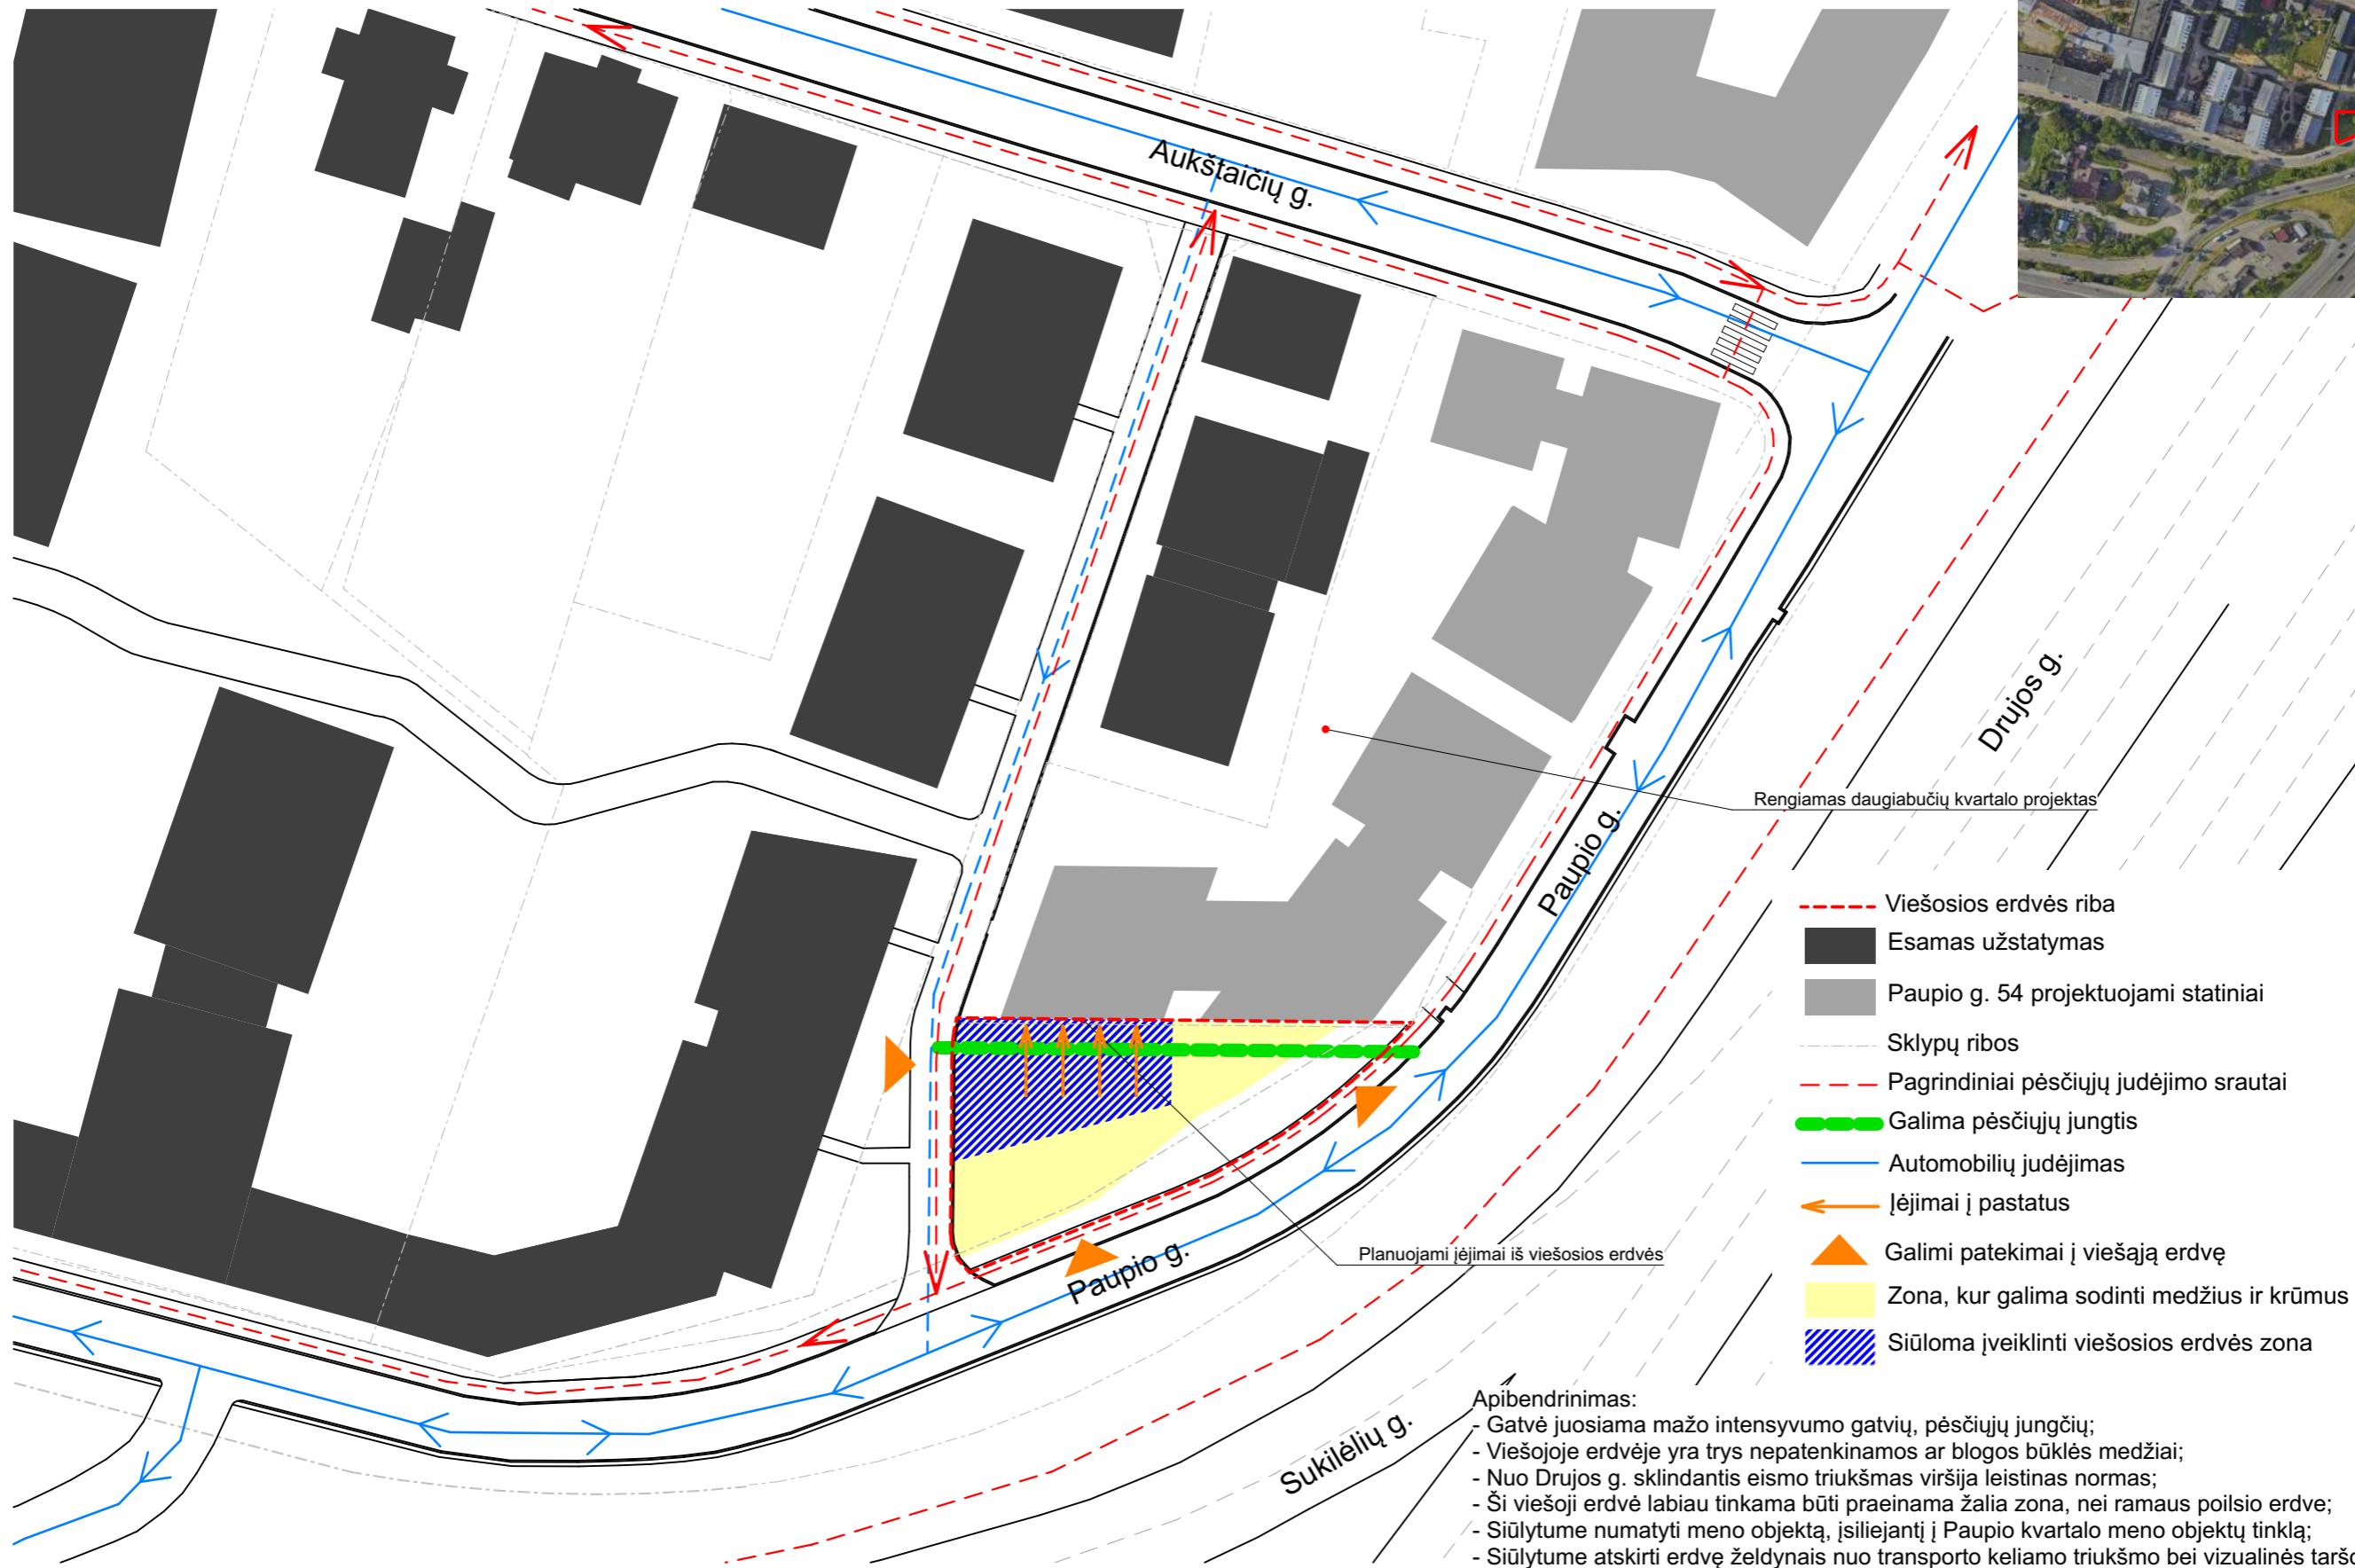 Aukštaičių g.
Drujos g.
Rengiamas daugiabučių kvartalo projektas
Paupio g.
Viešosios erdvės riba
Esamas užstatymas
Paupio g. 54 projektuojami statiniai
Sklypų ribos
Pagrindiniai pėsčiųjų judėjimo srautai
Galima pėsčiųjų jungtis
Automobilių judėjimas
Įėjimai į pastatus
Galimi patekimai į viešąją erdvę
Zona, kur galima sodinti medžius ir krūmus
Siūloma įveiklinti viešosios erdvės zona
Planuojami įėjimai iš viešosios erdvės
Paupio g.
Sukilėlių g.
Apibendrinimas:
- Gatvė juosiama mažo intensyvumo gatvių, pėsčiųjų jungčių;
- Viešojoje erdvėje yra trys nepatenkinamos ar blogos būklės medžiai;
- Nuo Drujos g. sklindantis eismo triukšmas viršija leistinas normas;
- Ši viešoji erdvė labiau tinkama būti praeinama žalia zona, nei ramaus poilsio erdve;
- Siūlytume numatyti meno objektą, įsiliejantį į Paupio kvartalo meno objektų tinklą;
- Siūlytume atskirti erdvę želdynais nuo transporto keliamo triukšmo bei vizualinės